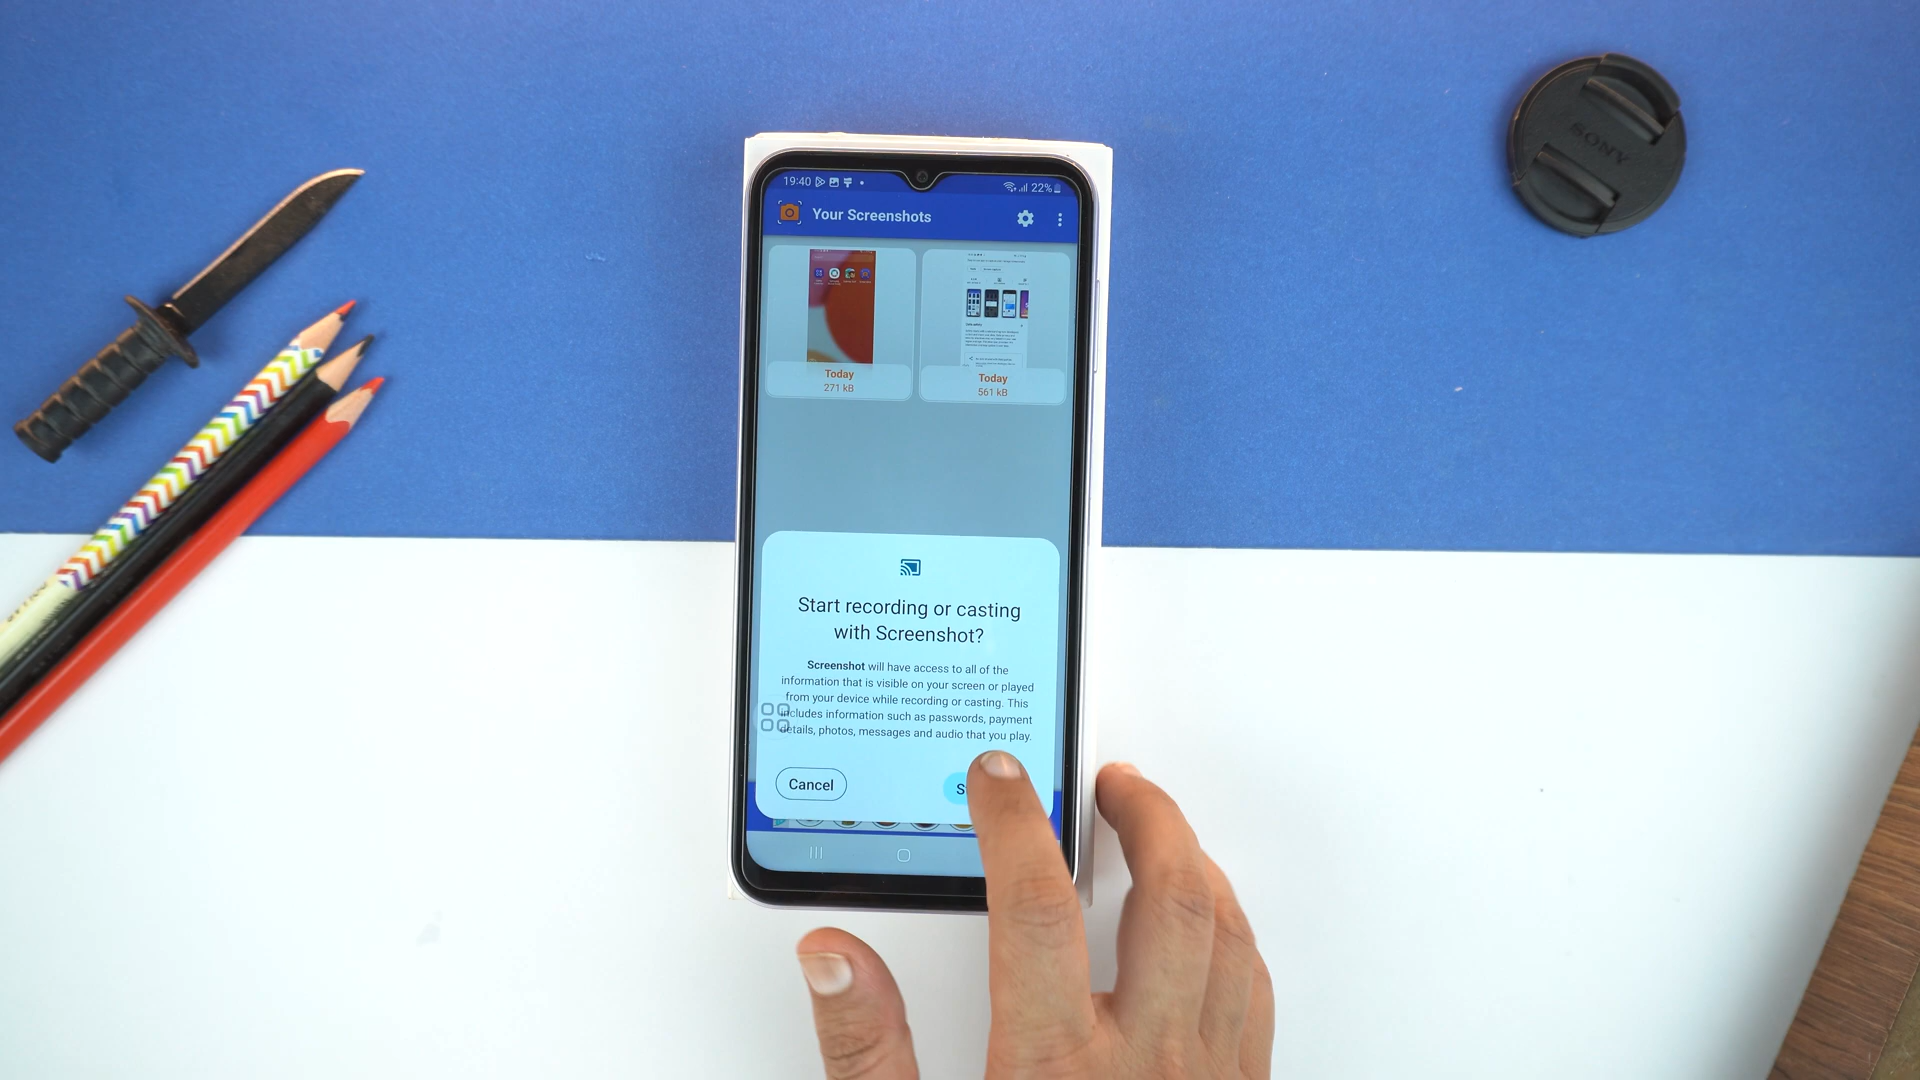 SONY
19:40
22%
Your Screenshots
Today
271 kB
Today
561 kB
Start recording or casting
with Screenshot?
Screenshot will have access to all of the
information that is visible on your screen or played
from your device while recording or casting. This
includes information such as passwords, payment
details, photos, messages and audio that you play.
Cancel
S